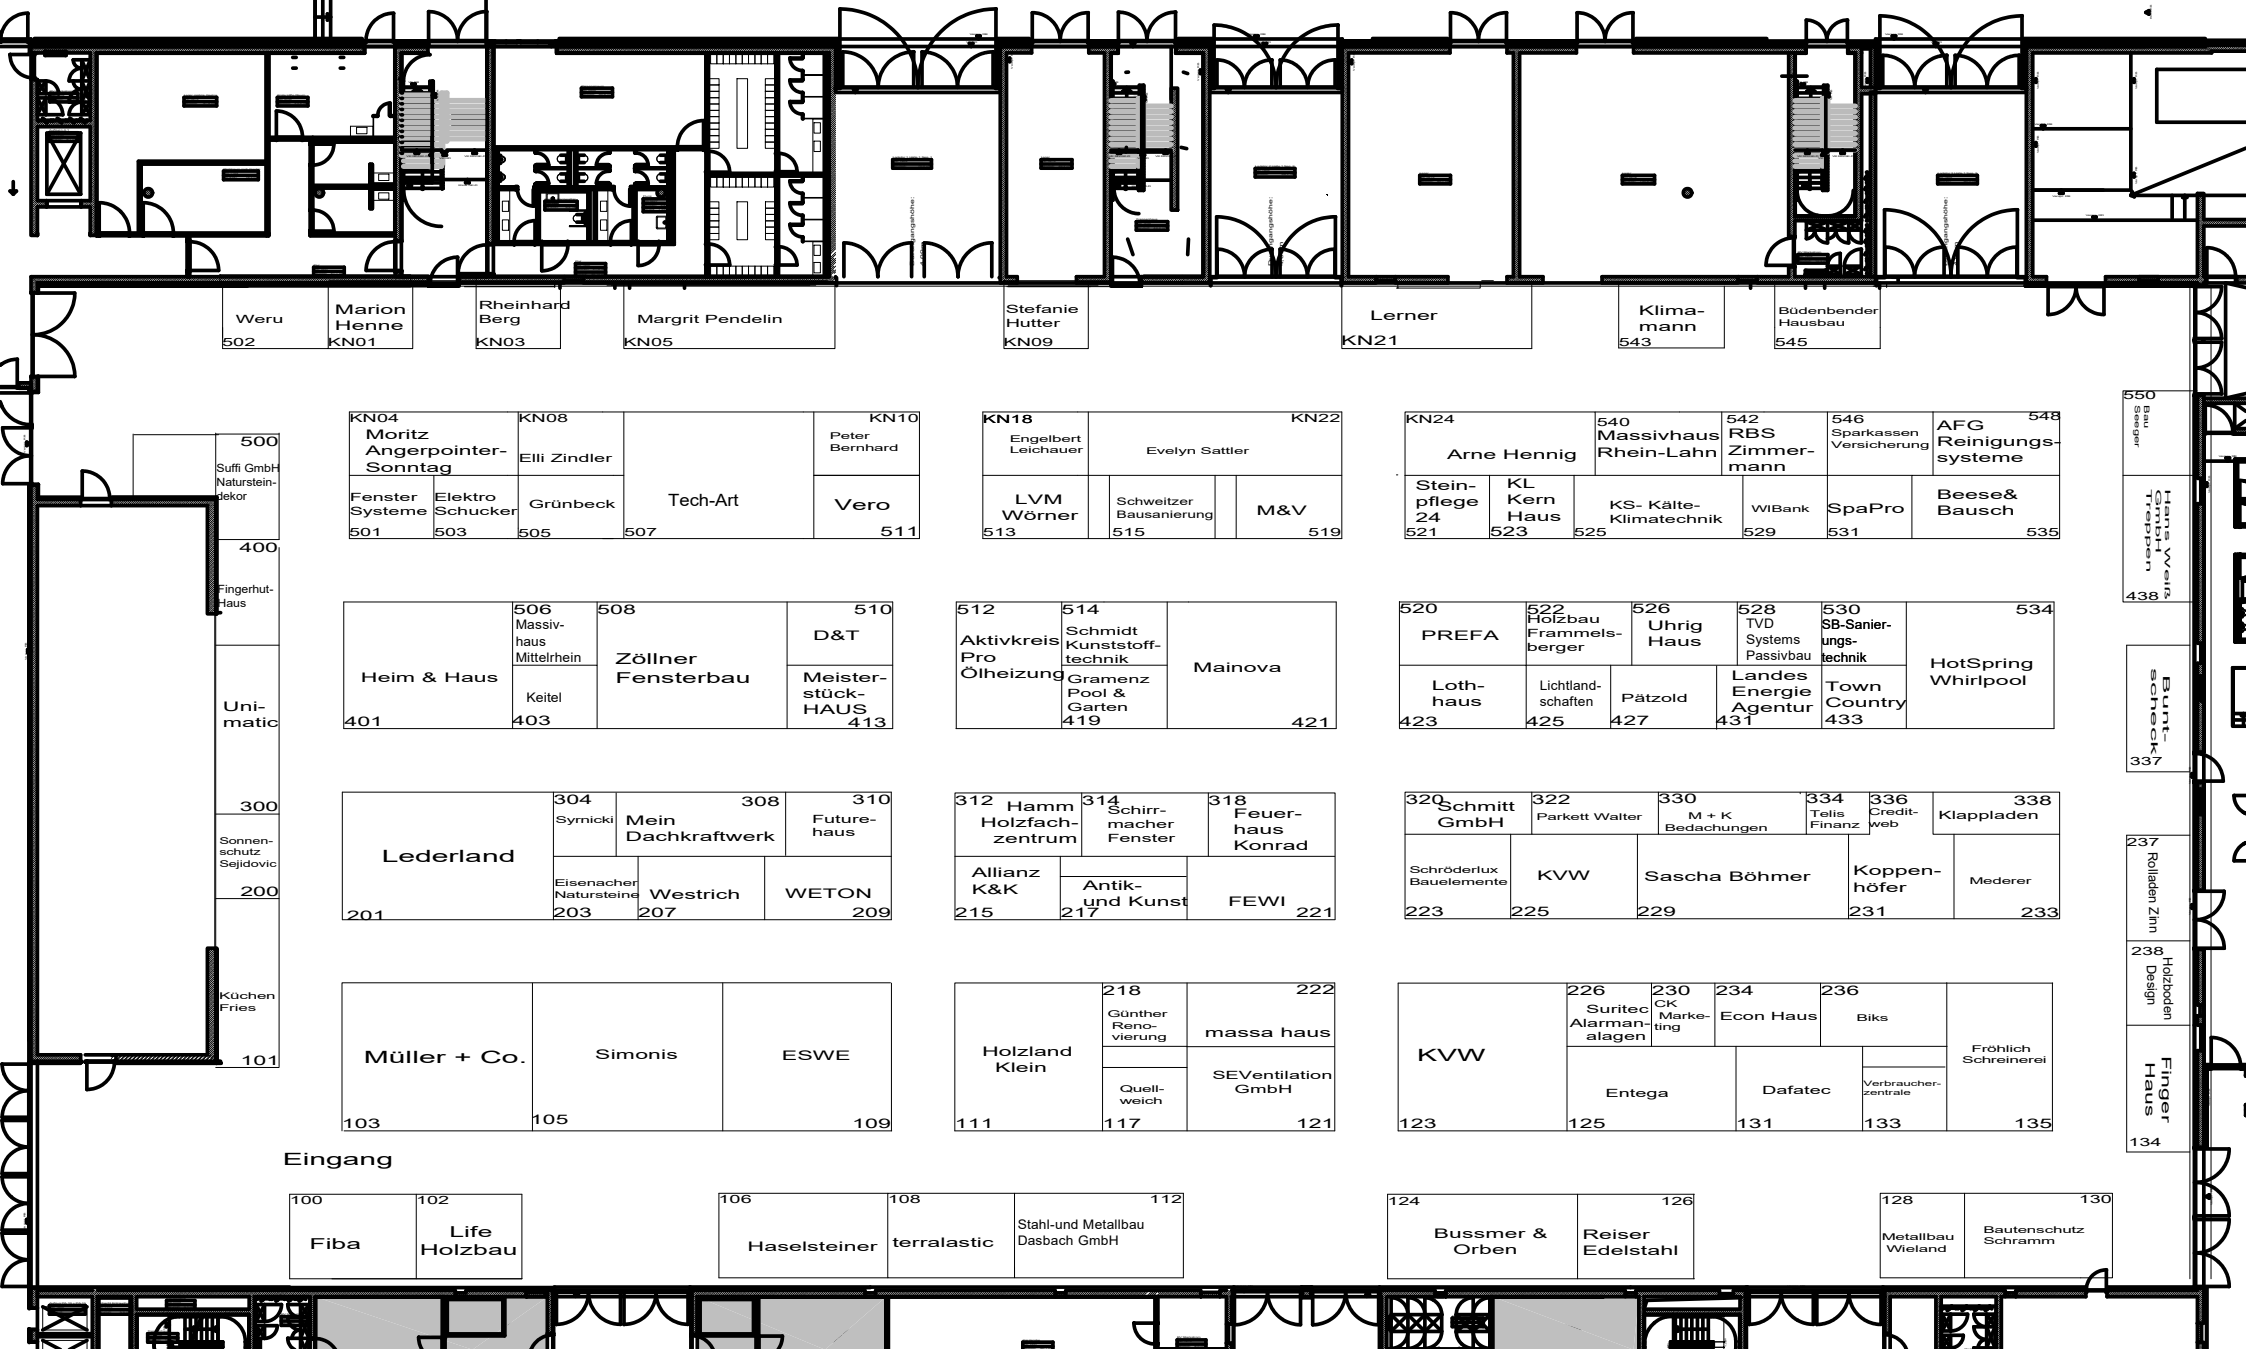 Weru
502
Marion
Henne
KN01
Rheinhard
Berg
KN03
Margrit Pendelin
KN05
Stefanie
Hutter
KN09
Lerner
KN21
Klima-
mann
543
Büdenbender
Hausbau
545
500
Suffi GmbH
Naturstein-
dekor
400
Fingerhut-
Haus
Uni-
matic
300
Sonnen-
schutz
Sejidovic
200
Küchen
Fries
101
KN04
Moritz
Angerpointer-
Sonntag
KN08
Elli Zindler
KN10
Peter
Bernhard
Fenster
Systeme
501
Elektro
Schucker
503
Grünbeck
505
Tech-Art
507
Vero
511
KN18
Engelbert
Leichauer
KN22
Evelyn Sattler
LVM
Wörner
513
Schweitzer
Bausanierung
515
M&V
519
KN24
Arne Hennig
540
Massivhaus
Rhein-Lahn
542
RBS
Zimmer-
mann
546
Sparkassen
Versicherung
548
AFG
Reinigungs-
systeme
Stein-
pflege
24
521
KL
Kern
Haus
523
KS- Kälte-
Klimatechnik
525
WIBank
529
SpaPro
531
Beese&
Bausch
535
550
Bau
Seeger
Hans Weiß
GmbH
Treppen
438
Heim & Haus
401
506
Massiv-
haus
Mittelrhein
Keitel
403
508
Zöllner
Fensterbau
510
D&T
Meister-
stück-
HAUS
413
512
Aktivkreis
Pro
Ölheizung
514
Schmidt
Kunststoff-
technik
Gramenz
Pool &
Garten
419
Mainova
421
520
PREFA
522
Holzbau
Frammels-
berger
526
Uhrig
Haus
528
TVD
Systems
Passivbau
530
SB-Sanier-
ungs-
technik
534
HotSpring
Whirlpool
Loth-
haus
423
Lichtland-
schaften
425
Pätzold
427
Landes
Energie
Agentur
431
Town
Country
433
Bunt-
scheck
337
Lederland
201
304
Syrnicki
308
Mein
Dachkraftwerk
310
Future-
haus
Eisenacher
Natursteine
203
Westrich
207
WETON
209
312
Hamm
Holzfach-
zentrum
314
Schirr-
macher
Fenster
318
Feuer-
haus
Konrad
Allianz
K&K
215
Antik-
und Kunst
217
FEWI
221
320
Schmitt
GmbH
322
Parkett Walter
330
M + K
Bedachungen
334
Telis
Finanz
336
Credit-
web
338
Klappladen
Schröderlux
Bauelemente
223
KVW
225
Sascha Böhmer
229
Koppen-
höfer
231
Mederer
233
237
Rolladen Zinn
238
Holzboden
Design
Finger
Haus
134
Müller + Co.
103
Simonis
105
ESWE
109
Holzland
Klein
111
218
Günther
Reno-
vierung
Quell-
weich
117
222
massa haus
SEVentilation
GmbH
121
KVW
123
226
Suritec
Alarman-
alagen
230
CK
Marke-
ting
234
Econ Haus
236
Biks
Entega
125
Dafatec
131
Verbraucher-
zentrale
133
Fröhlich
Schreinerei
135
Eingang
100
Fiba
102
Life
Holzbau
106
Haselsteiner
108
terralastic
112
Stahl-und Metallbau
Dasbach GmbH
124
Bussmer &
Orben
126
Reiser
Edelstahl
128
Metallbau
Wieland
130
Bautenschutz
Schramm